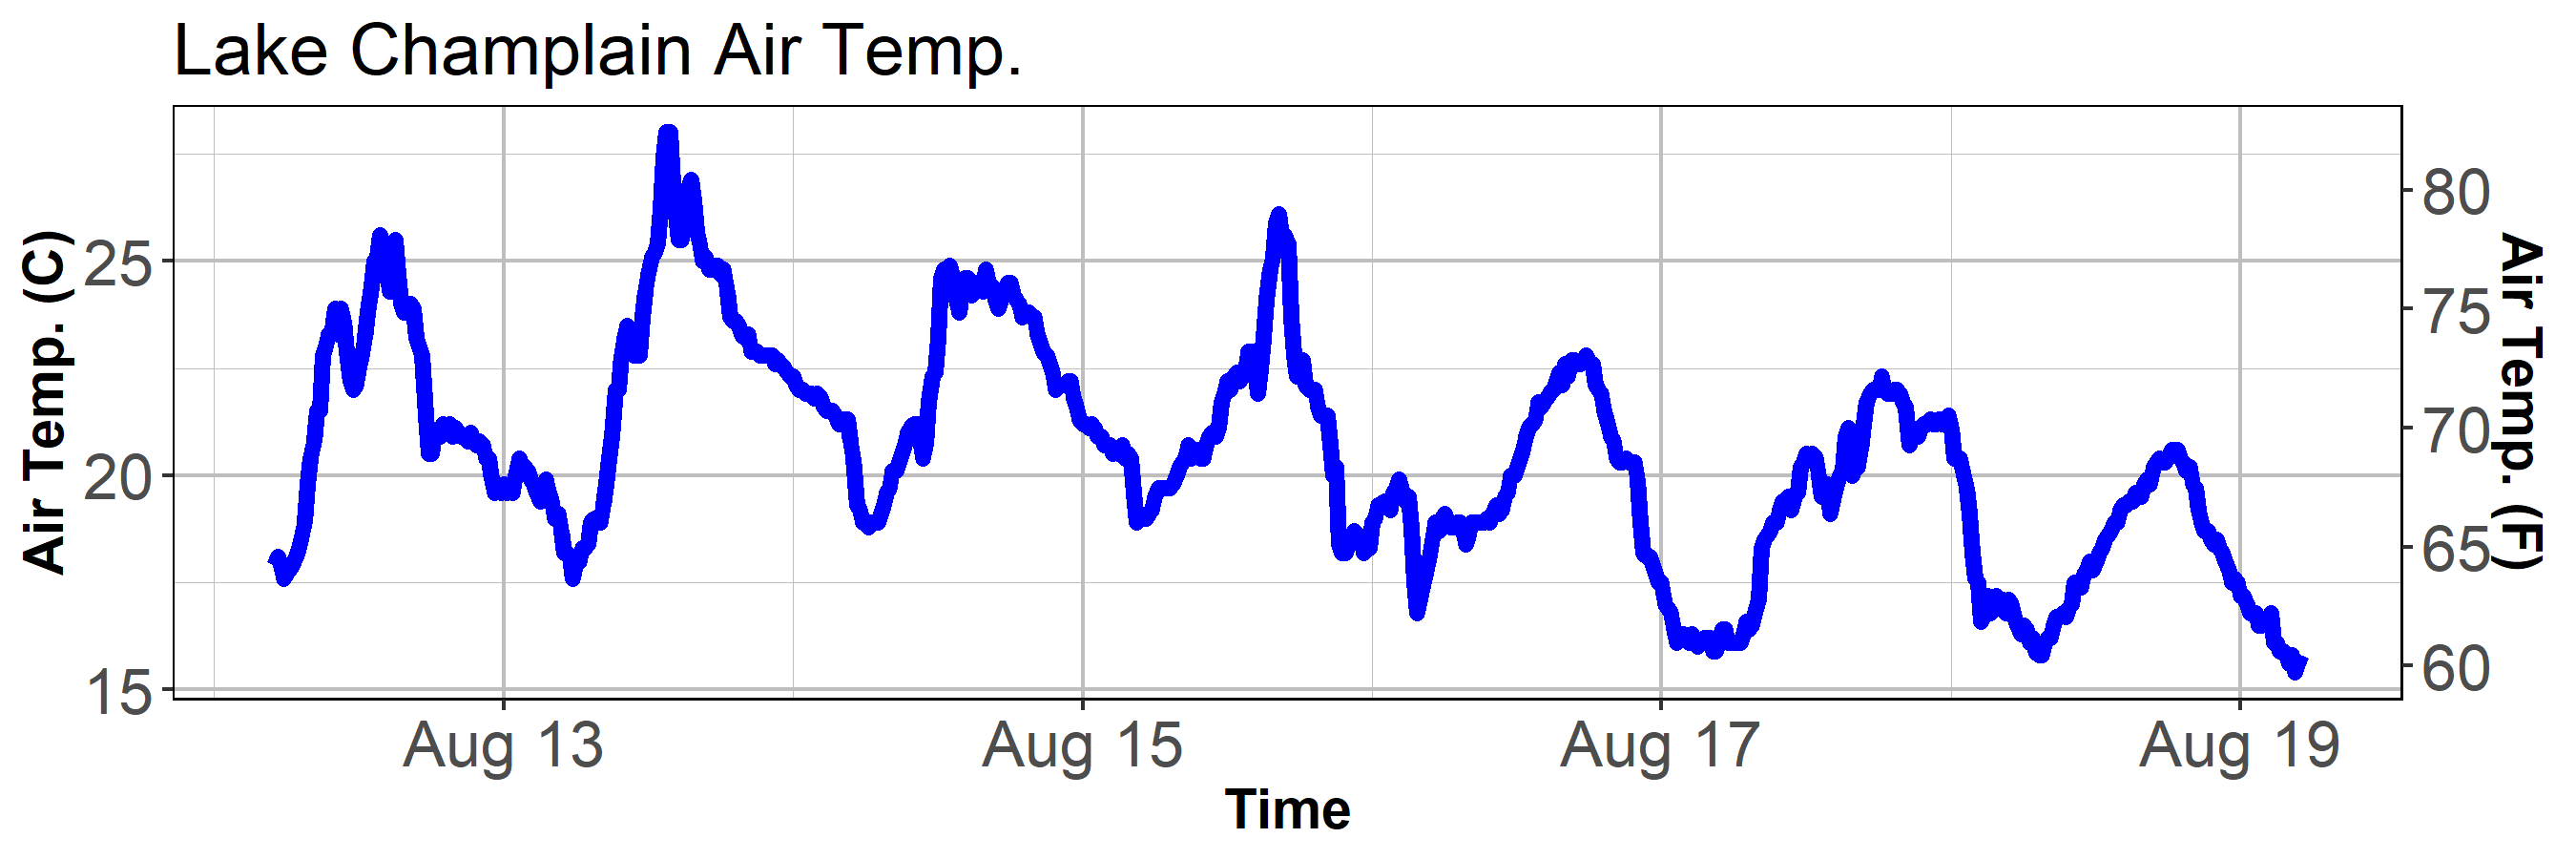 Lake Champlain Air Temp.
Air Temp. (C)
25
20
15
80
75
70
65
60
Air Temp. (F)
Aug 13
Aug 15
Aug 17
Aug 19
Time